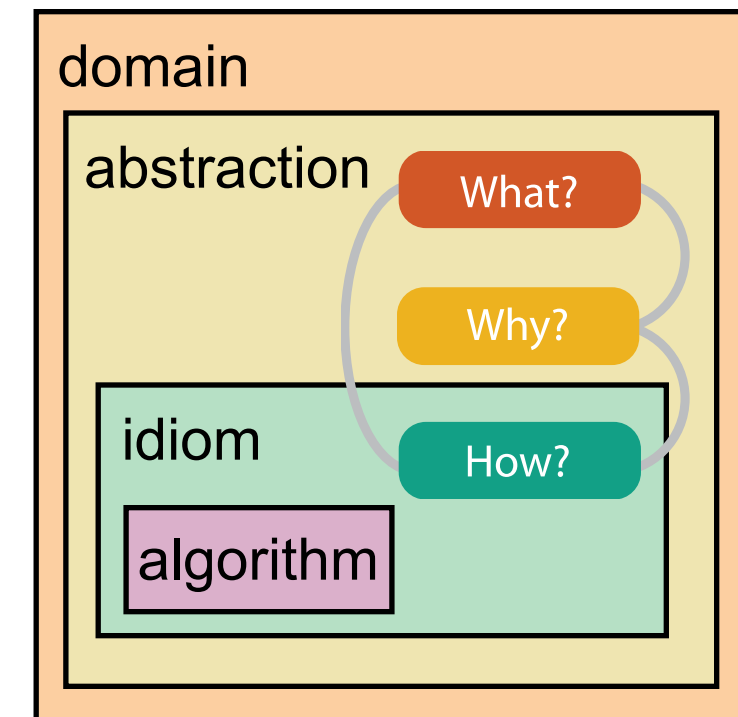 domain
abstraction
What?
Why?
idiom
How?
algorithm